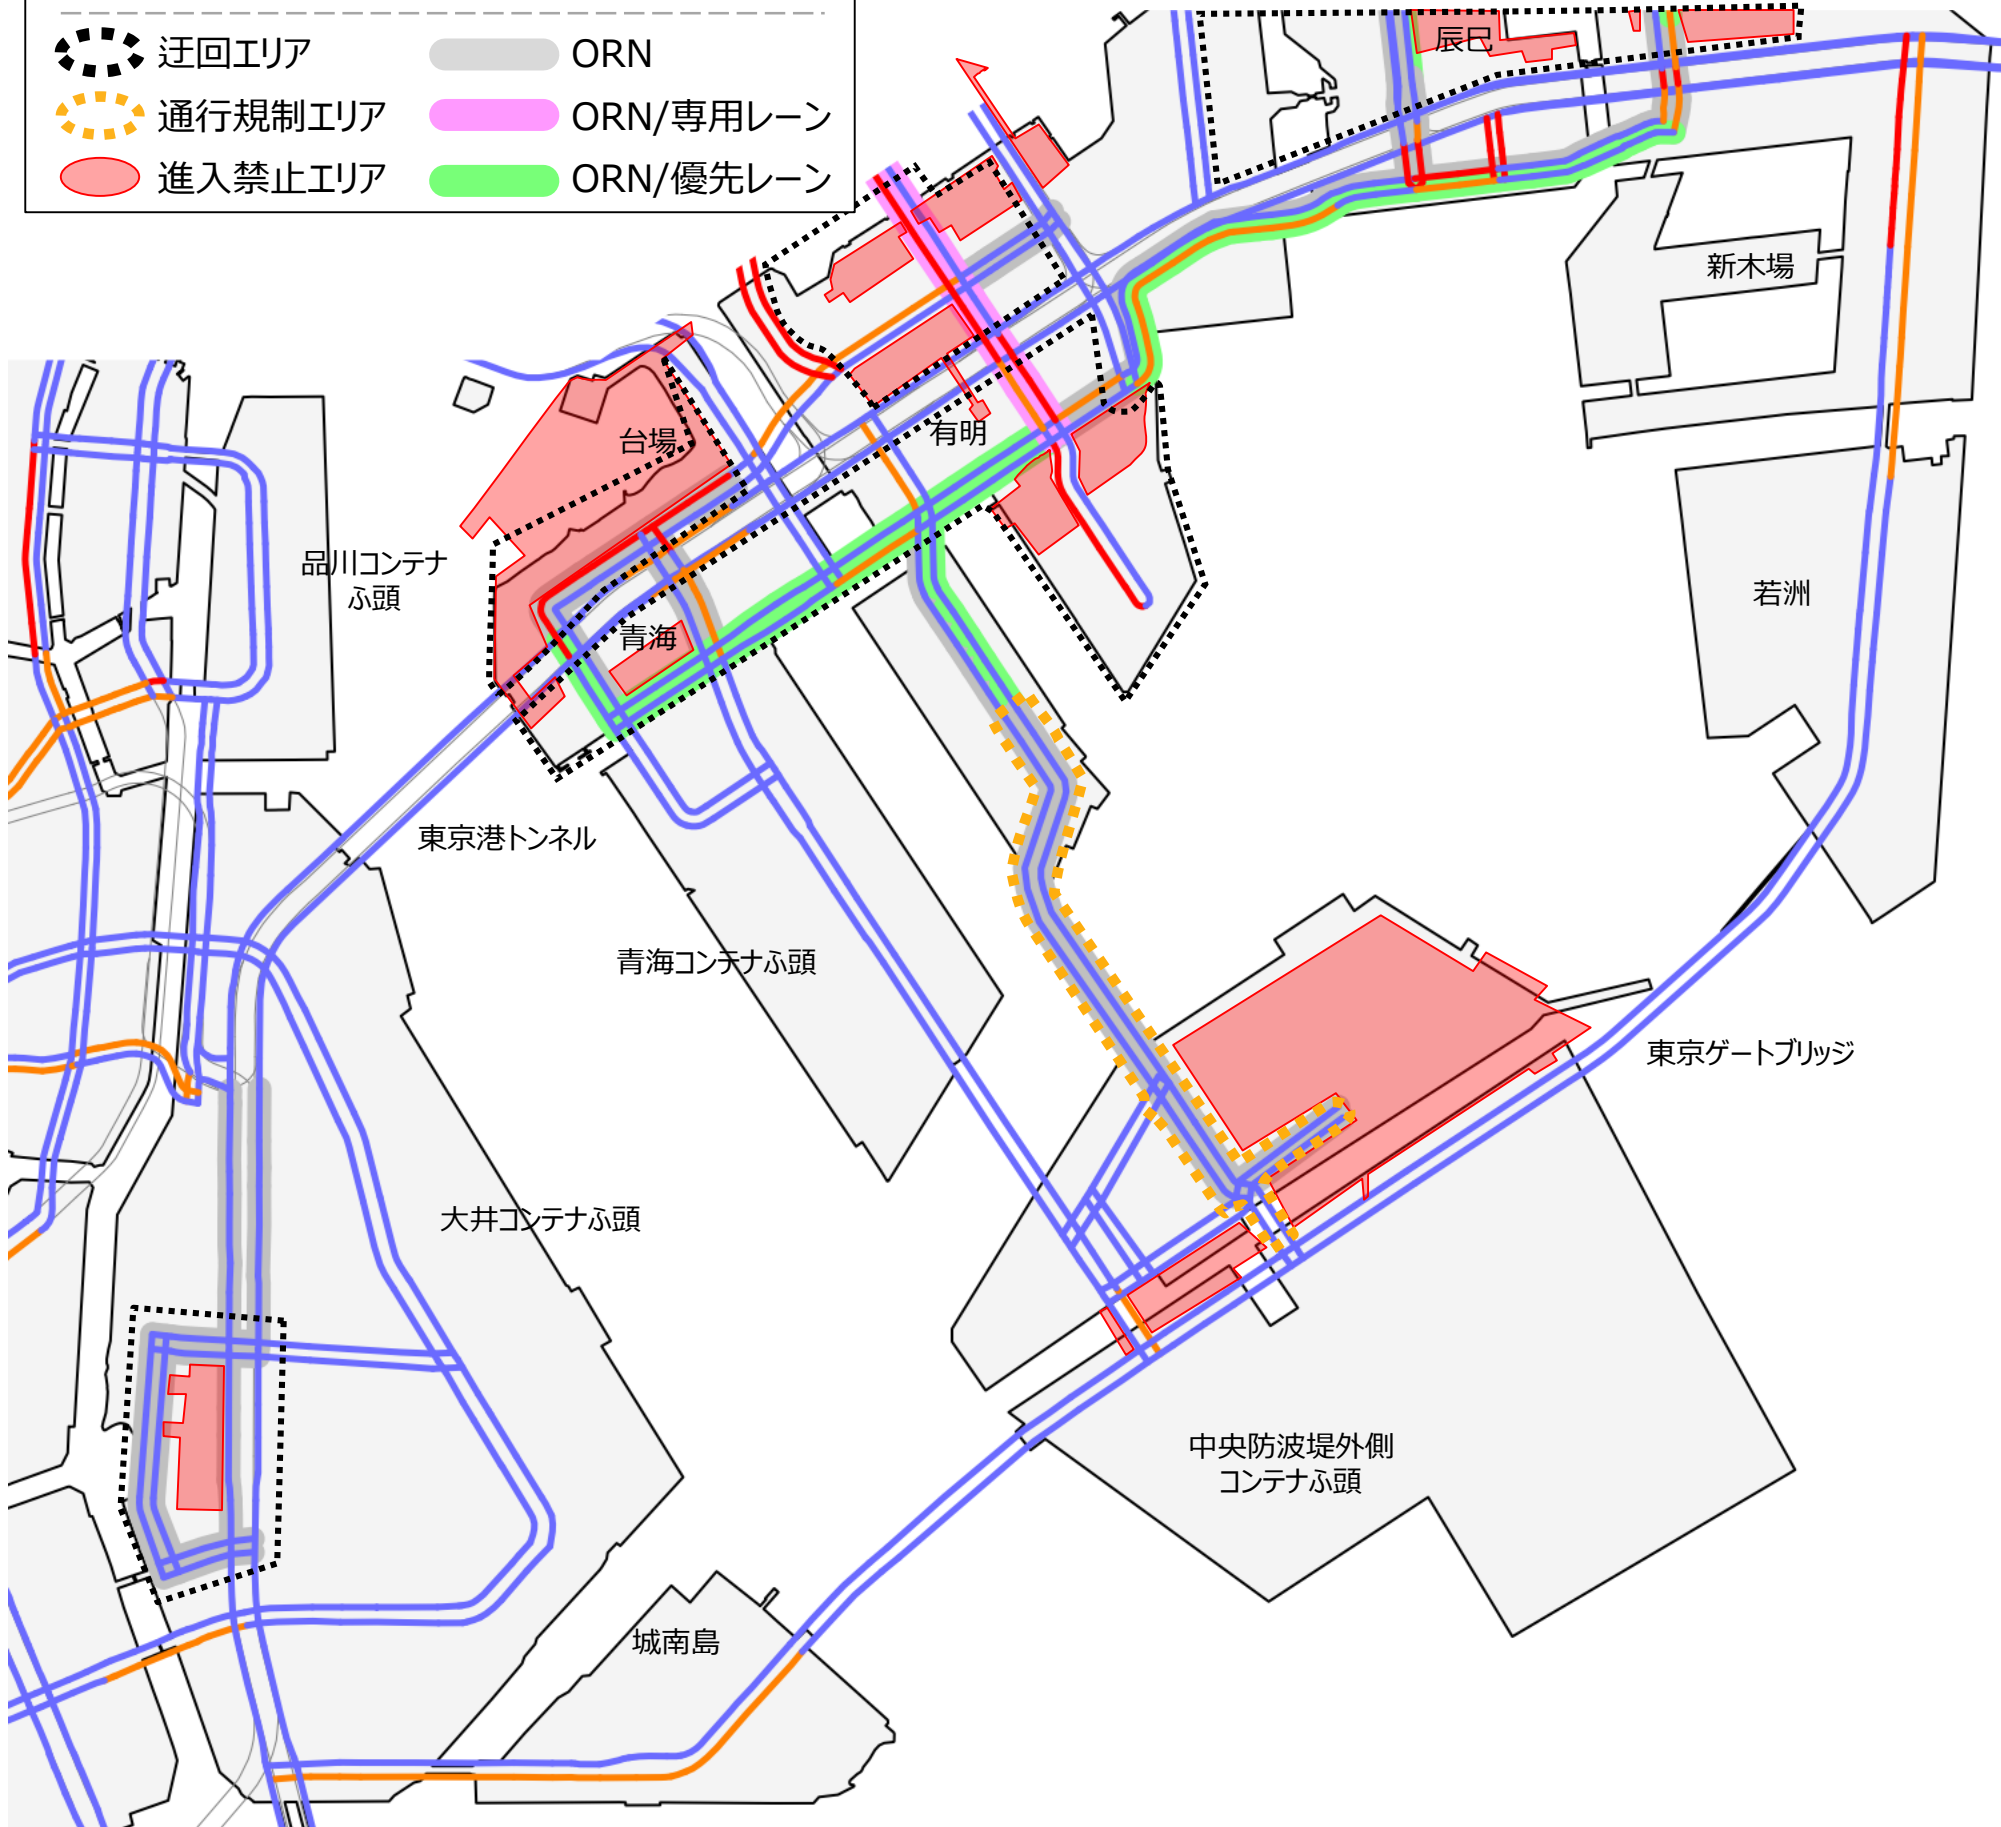 迂回エリア
ORN
通行規制エリア
ORN/専用レーン
進入禁止エリア
ORN/優先レーン
辰巳
新木場
台場
有明
品川コンテナ
ふ頭
若洲
青海
東京港トンネル
青海コンテナふ頭
東京ゲートブリッジ
大井コンテナふ頭
中央防波堤外側
コンテナふ頭
城南島